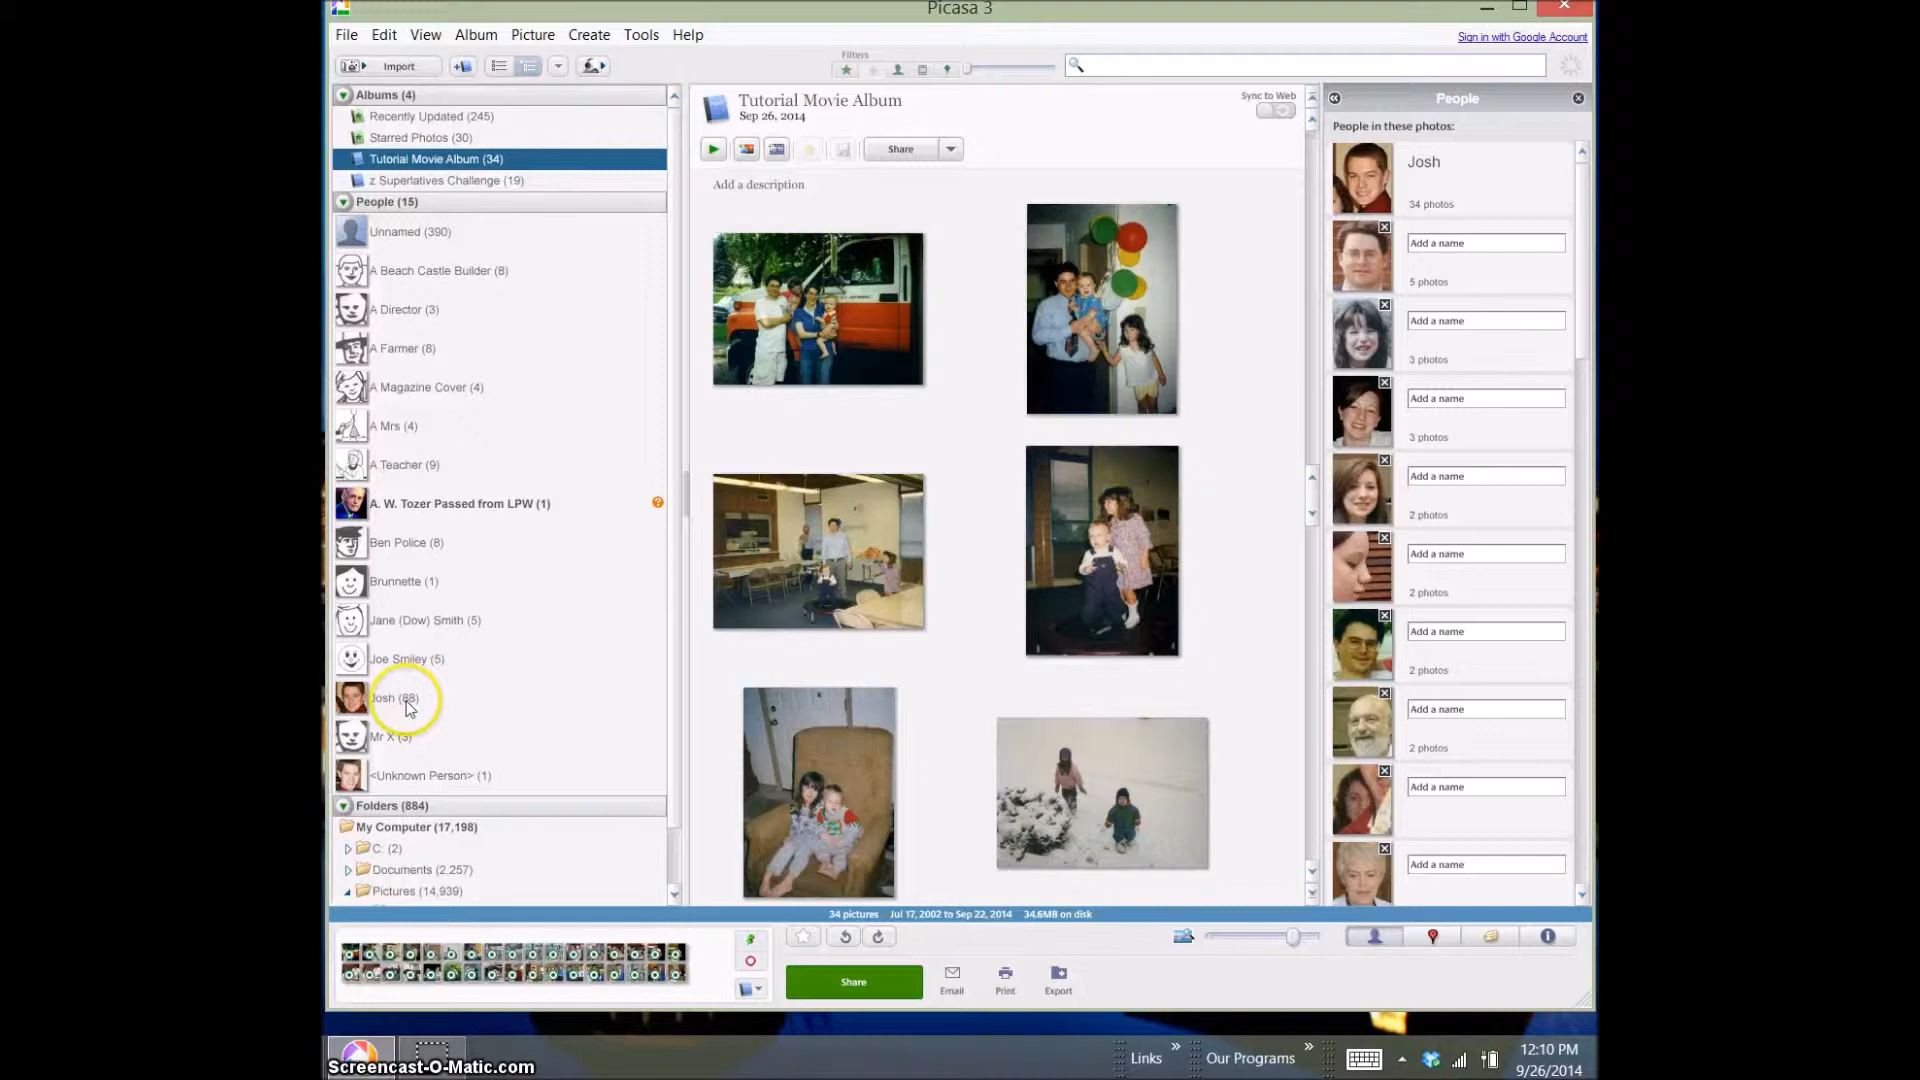 Picasa 3
File Edit View Album Picture Create Tools Help
Sign in with Google Account
Import
Filters
Albums (4)
Recently Updated (245)
Starred Photos (30)
Tutorial Movie Album (34)
z Superlatives Challenge (19)
People (15)
Unnamed (390)
A Beach Castle Builder (8)
A Director (3)
A Farmer (8)
A Magazine Cover (4)
A Mrs (4)
A Teacher (9)
A. W. Tozer Passed from LPW (1)
Ben Police (8)
Brunnette (1)
Jane (Dow) Smith (5)
Joe Smiley (5)
Josh (88)
Mr X (3)
<Unknown Person> (1)
Folders (884)
My Computer (17,198)
C: (2)
Documents (2,257)
Pictures (14,939)
Tutorial Movie Album
Sep 26, 2014
Sync to Web
Share
Add a description
People
People in these photos:
Josh
34 photos
Add a name
5 photos
Add a name
3 photos
Add a name
3 photos
Add a name
2 photos
Add a name
2 photos
Add a name
2 photos
Add a name
2 photos
Add a name
Add a name
34 pictures Jul 17, 2002 to Sep 22, 2014 34.6MB on disk
Share
Email
Print
Export
Links
Our Programs
12:10 PM
9/26/2014
Screencast-O-Matic.com